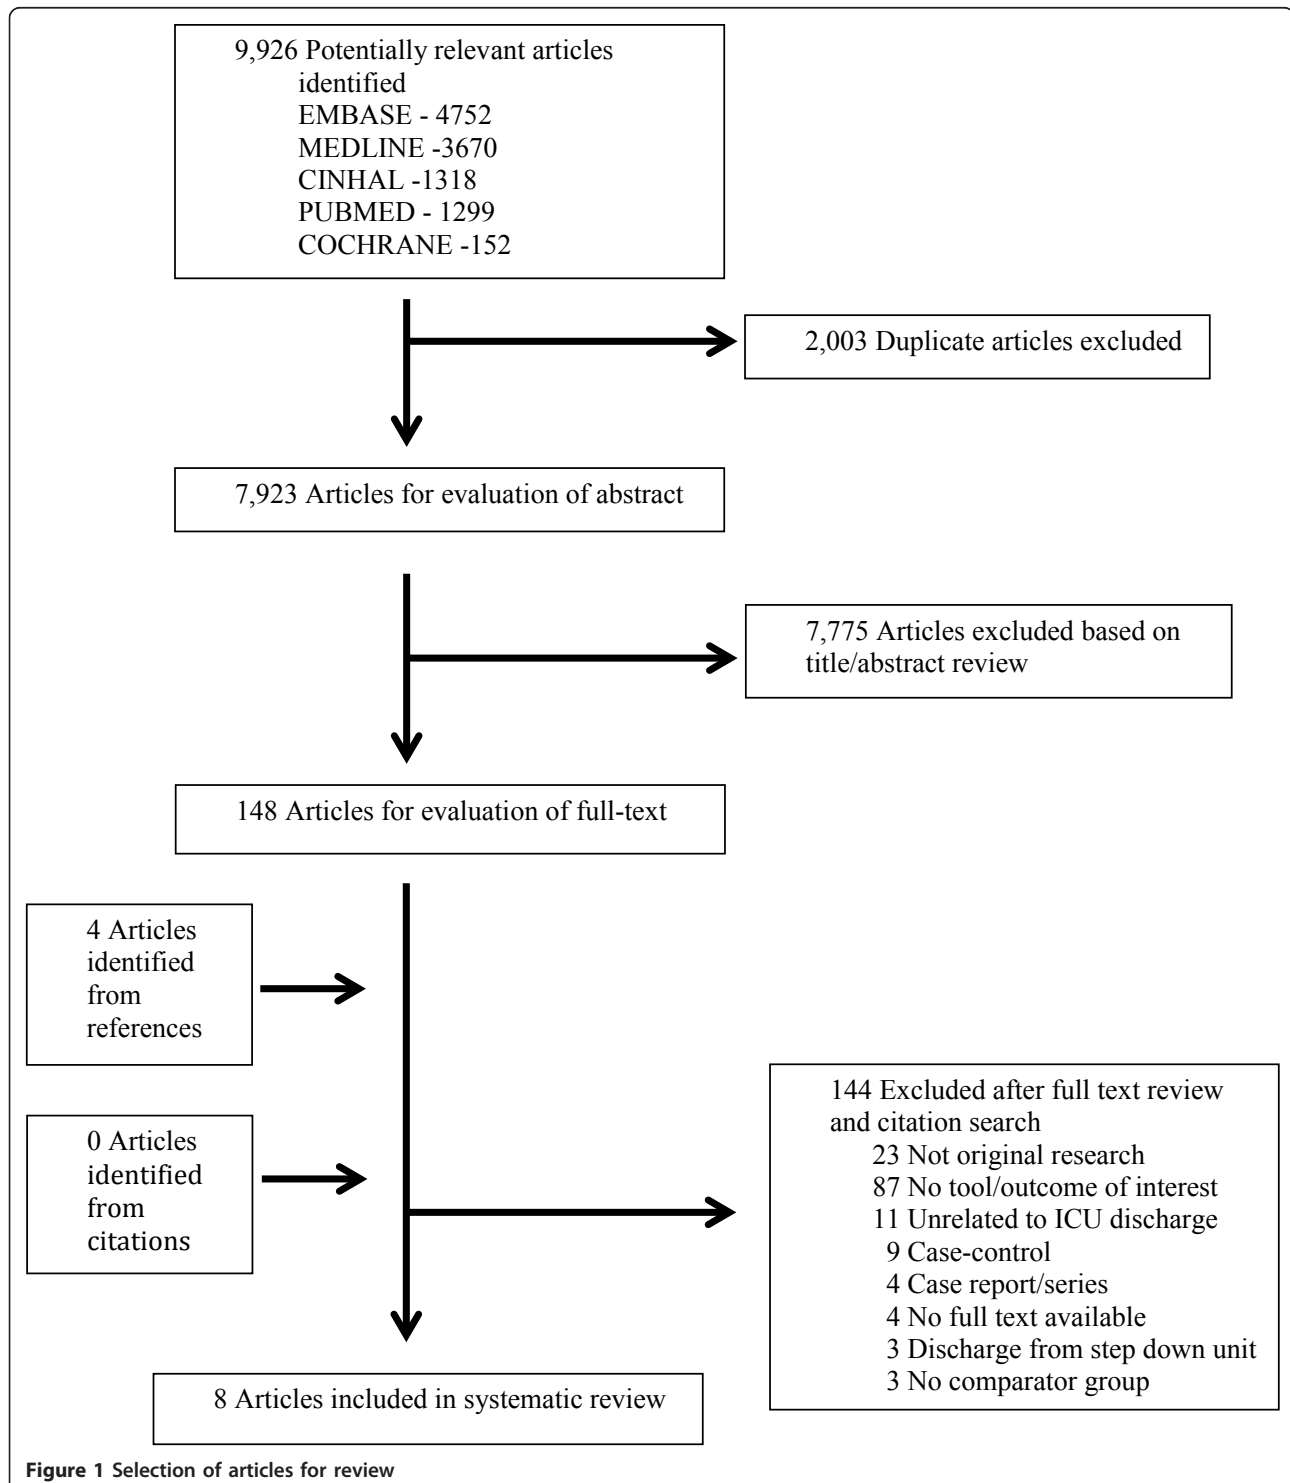 9,926 Potentially relevant articles
identified
EMBASE - 4752
MEDLINE -3670
CINHAL -1318
PUBMED - 1299
COCHRANE -152
2,003 Duplicate articles excluded
7,923 Articles for evaluation of abstract
7,775 Articles excluded based on
title/abstract review
148 Articles for evaluation of full-text
4 Articles
identified
from
references
0 Articles
identified
from
citations
144 Excluded after full text review
and citation search
23 Not original research
87 No tool/outcome of interest
11 Unrelated to ICU discharge
9 Case-control
4 Case report/series
4 No full text available
3 Discharge from step down unit
3 No comparator group
8 Articles included in systematic review
Figure 1 Selection of articles for review